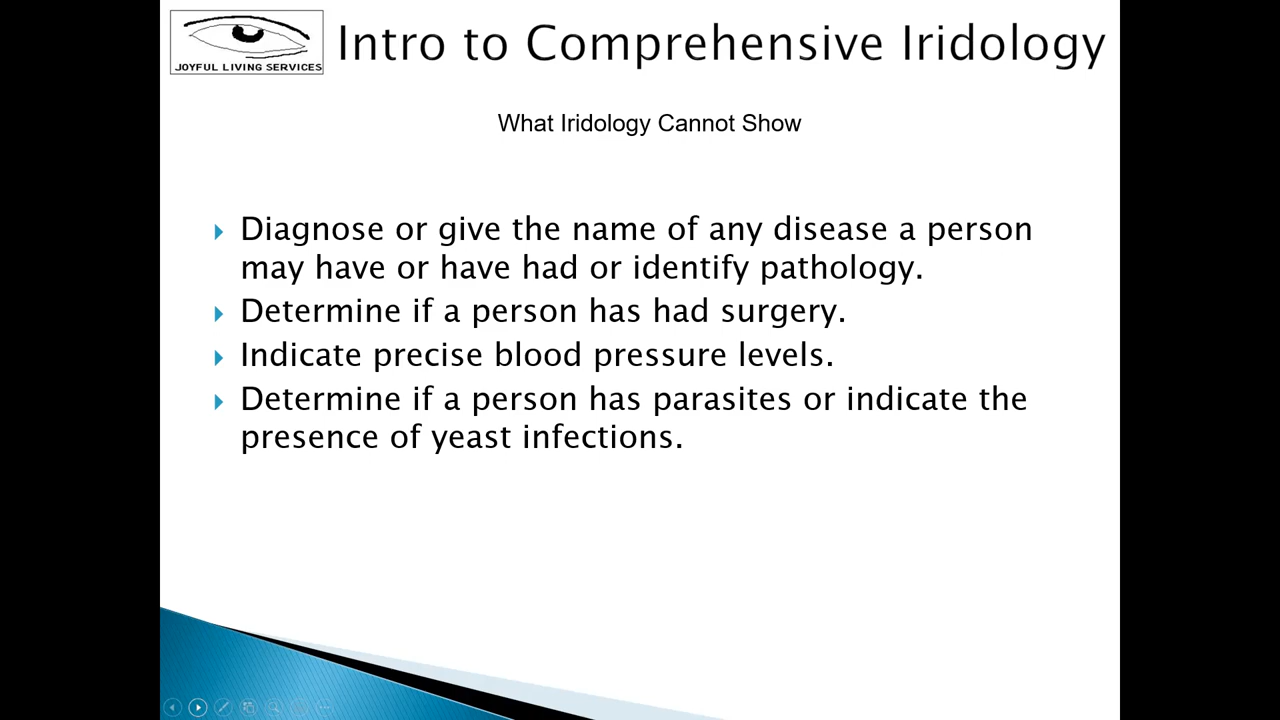 JOYFUL LIVING SERVICES
Intro to Comprehensive Iridology
What Iridology Cannot Show
Diagnose or give the name of any disease a person
may have or have had or identify pathology.
Determine if a person has had surgery.
Indicate precise blood pressure levels.
Determine if a person has parasites or indicate the
presence of yeast infections.